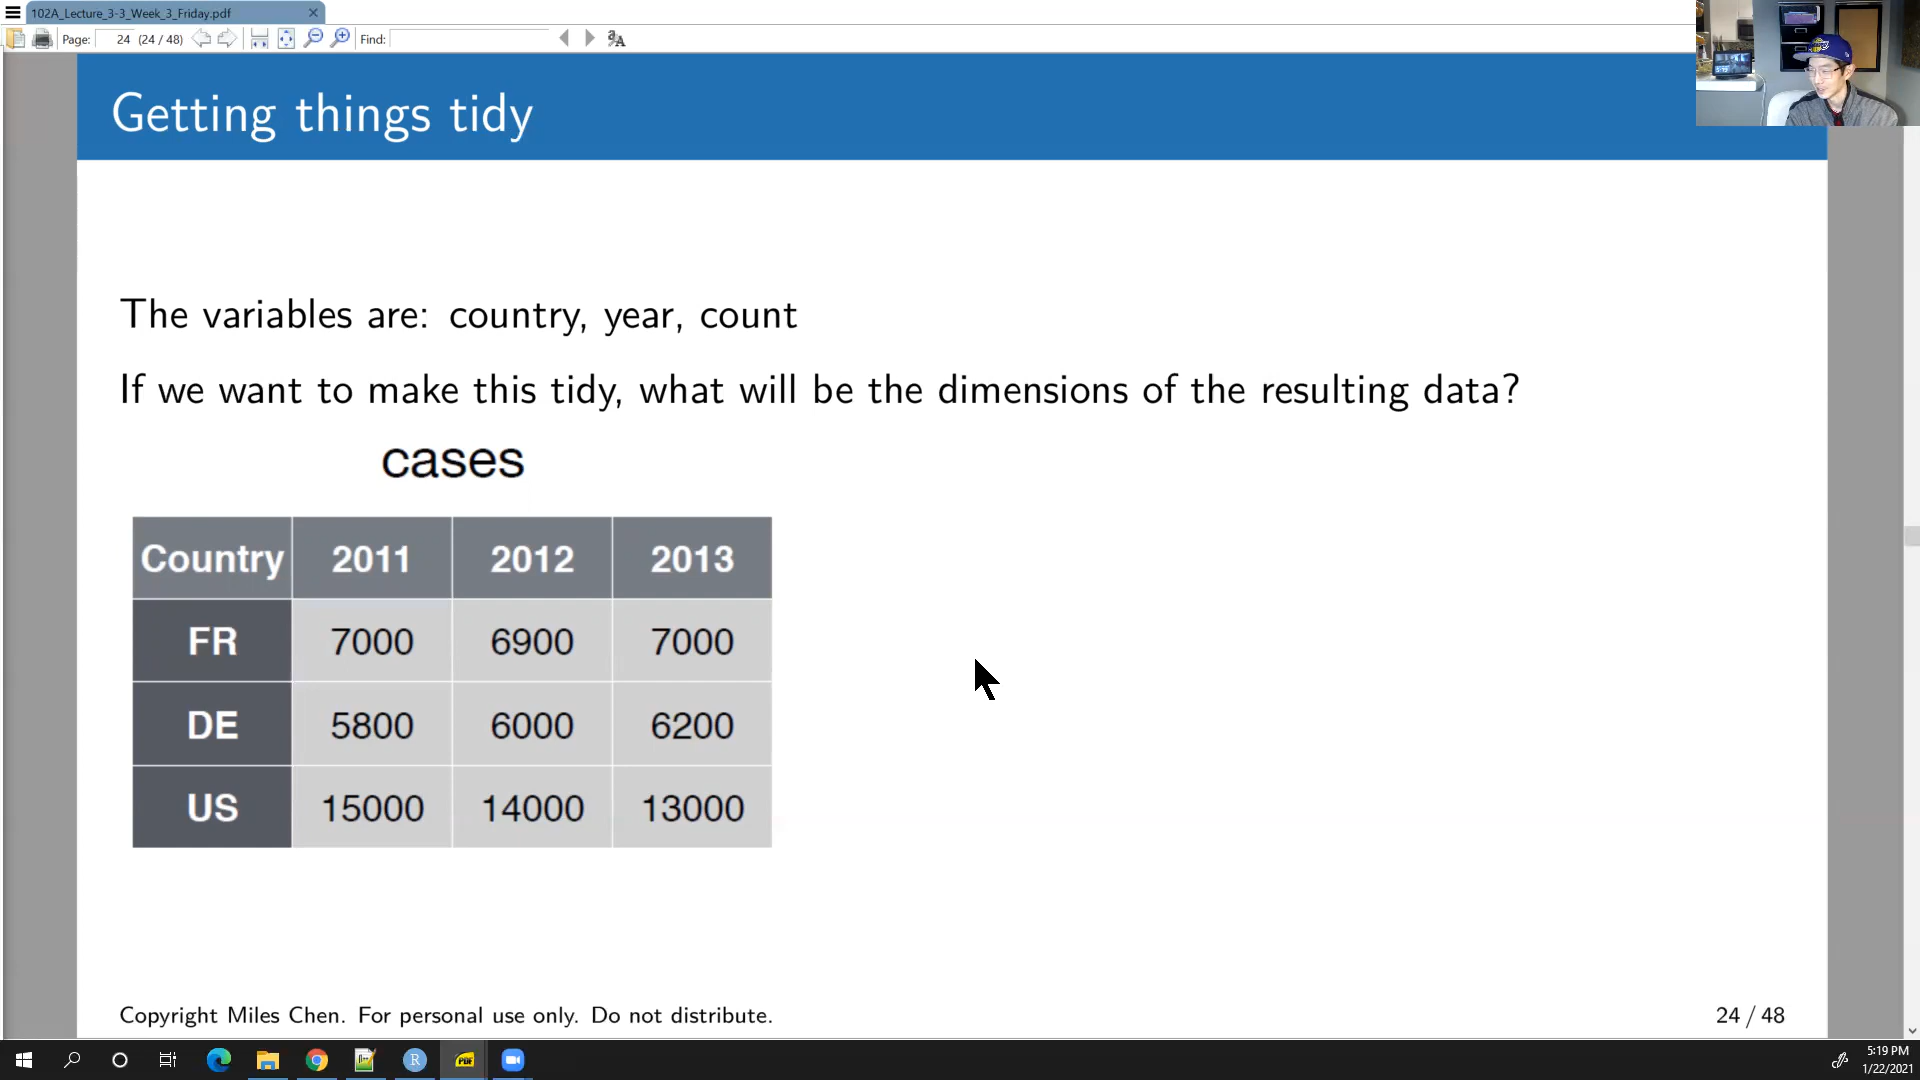 102A_Lecture_3-3_Week_3_Friday.pdf
Page: 24 (24 / 48) Find:
Getting things tidy
The variables are: country, year, count
If we want to make this tidy, what will be the dimensions of the resulting data?
cases
Country 2011 2012 2013
FR 7000 6900 7000
DE 5800 6000 6200
US 15000 14000 13000
Copyright Miles Chen. For personal use only. Do not distribute.
24 / 48
5:19 PM
1/22/2021